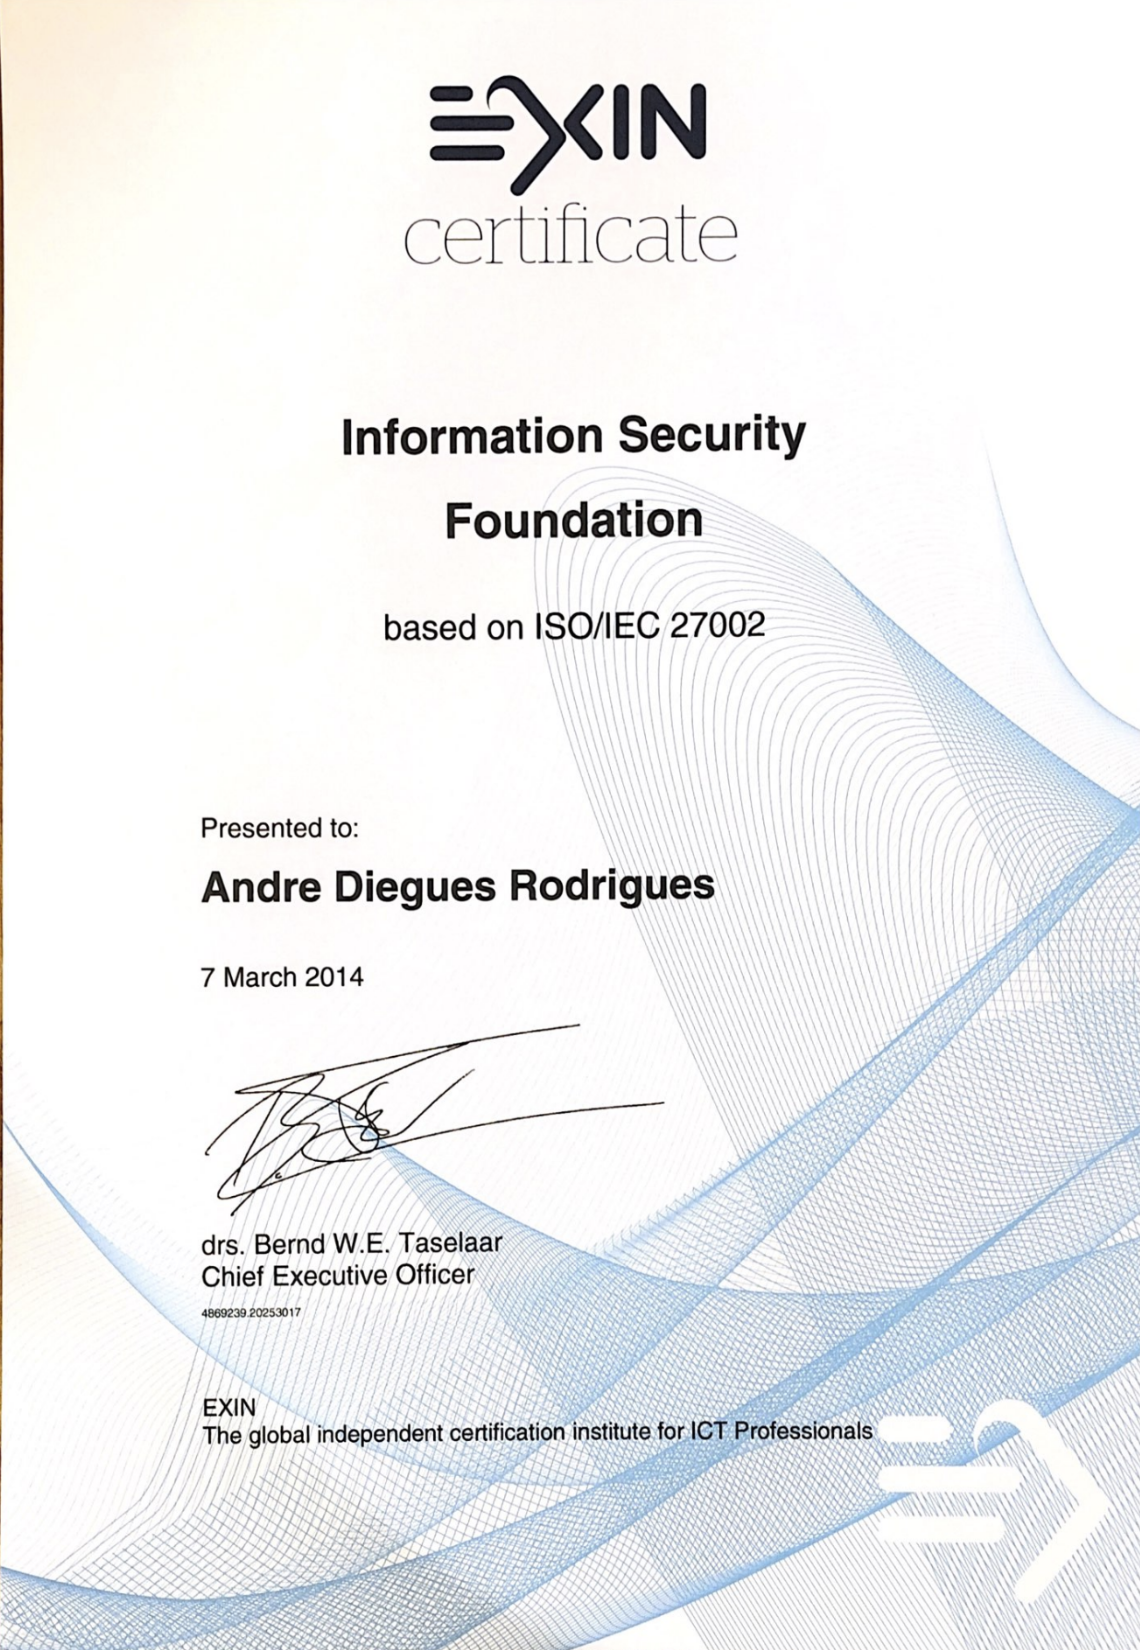 EXIN
certificate
Information Security
Foundation
based on ISO/IEC 27002
Presented to:
Andre Diegues Rodrigues
7 March 2014
drs. Bernd W.E. Taselaar
Chief Executive Officer
4869239.20253017
EXIN
The global independent certification institute for ICT Professionals